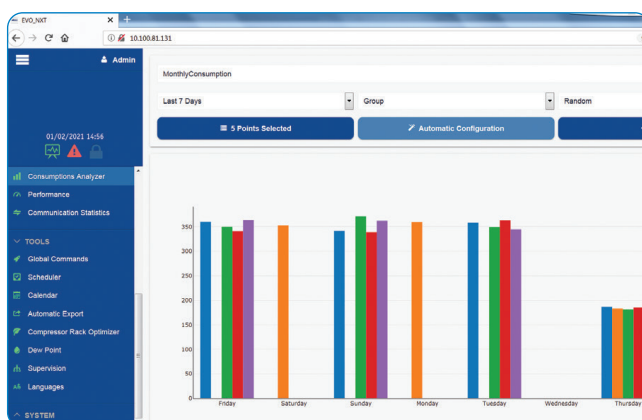 EVO_NXT
10.100.81.131
Admin
01/02/2021 14:56
Consumptions Analyzer
Performance
Communication Statistics
TOOLS
Global Commands
Scheduler
Calendar
Automatic Export
Compressor Rack Optimizer
Dew Point
Supervision
Languages
SYSTEM
MonthlyConsumption
Last 7 Days
Group
Random
5 Points Selected
Automatic Configuration
350
300
250
200
150
100
50
0
Friday
Saturday
Sunday
Monday
Tuesday
Wednesday
Thursday